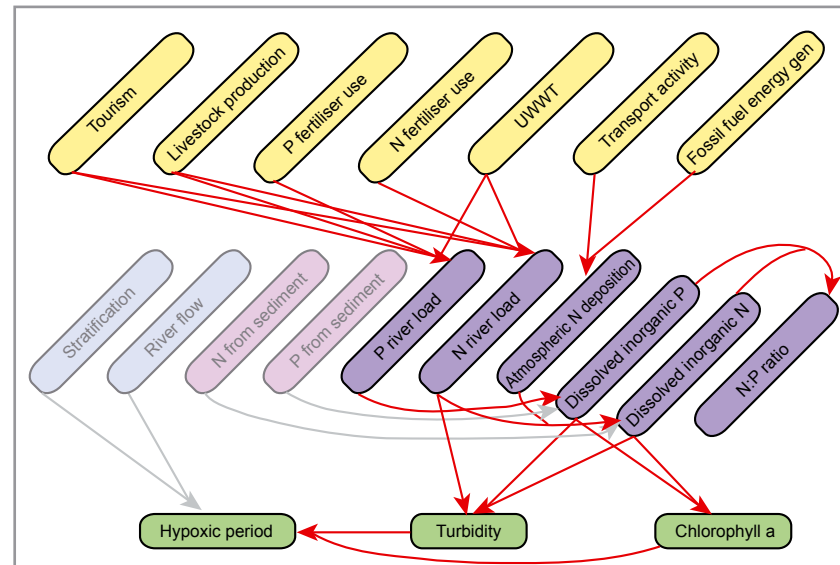 Tourism
Livestock production
P fertiliser use
N fertiliser use
UWWT
Transport activity
Fossil fuel energy gen
Stratification
River flow
N from sediment
P from sediment
P river load
N river load
Atmospheric N deposition
Dissolved inorganic P
Dissolved inorganic N
N:P ratio
Hypoxic period
Turbidity
Chlorophyll a